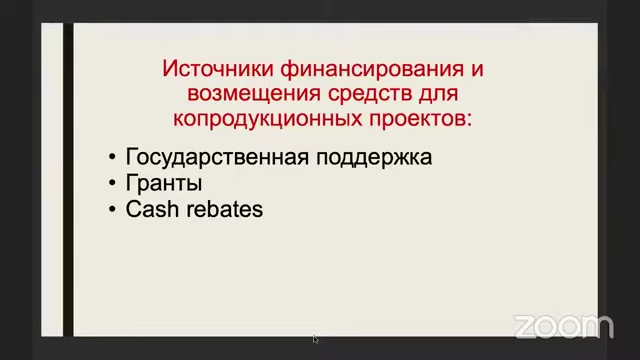 Источники финансирования и
возмещения средств для
копродукционных проектов:
• Государственная поддержка
• Гранты
• Cash rebates
zoom